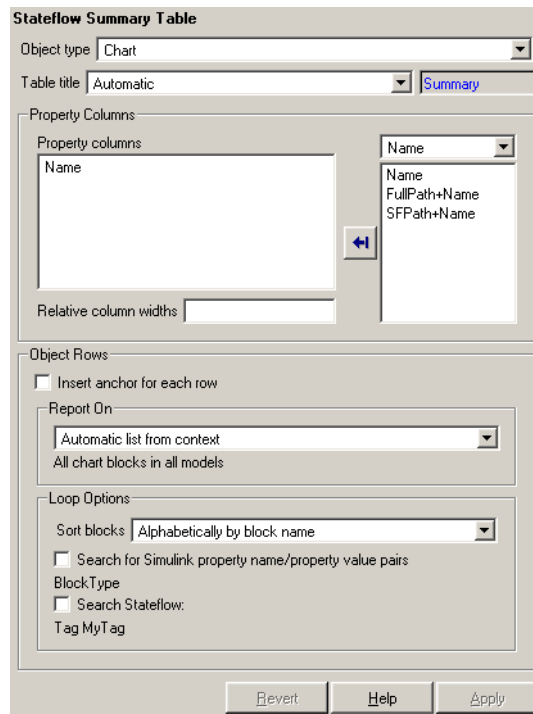 Stateflow Summary Table
Object type Chart
Table title Automatic Summary
Property Columns
Property columns
Name
Name
Name
FullPath+Name
SFPath+Name
Relative column widths
Object Rows
Insert anchor for each row
Report On
Automatic list from context
All chart blocks in all models
Loop Options
Sort blocks Alphabetically by block name
Search for Simulink property name/property value pairs
BlockType
Search Stateflow:
Tag MyTag
Revert Help Apply